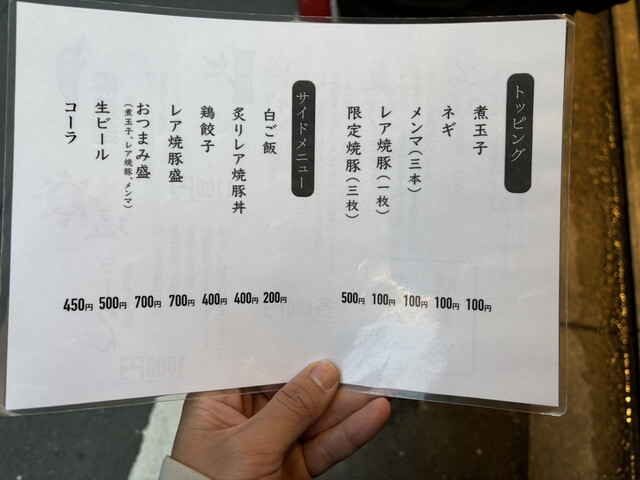 トッピング
煮玉子 100円
ネギ 100円
メンマ(三本) 100円
レア焼豚(一枚) 100円
限定焼豚(三枚) 500円
サイドメニュー
白ご飯 200円
炙りレア焼豚丼 400円
鶏餃子 400円
レア焼豚盛 700円
おつまみ盛 700円
(煮玉子、レア焼豚、メンマ)
生ビール 500円
コーラ 450円